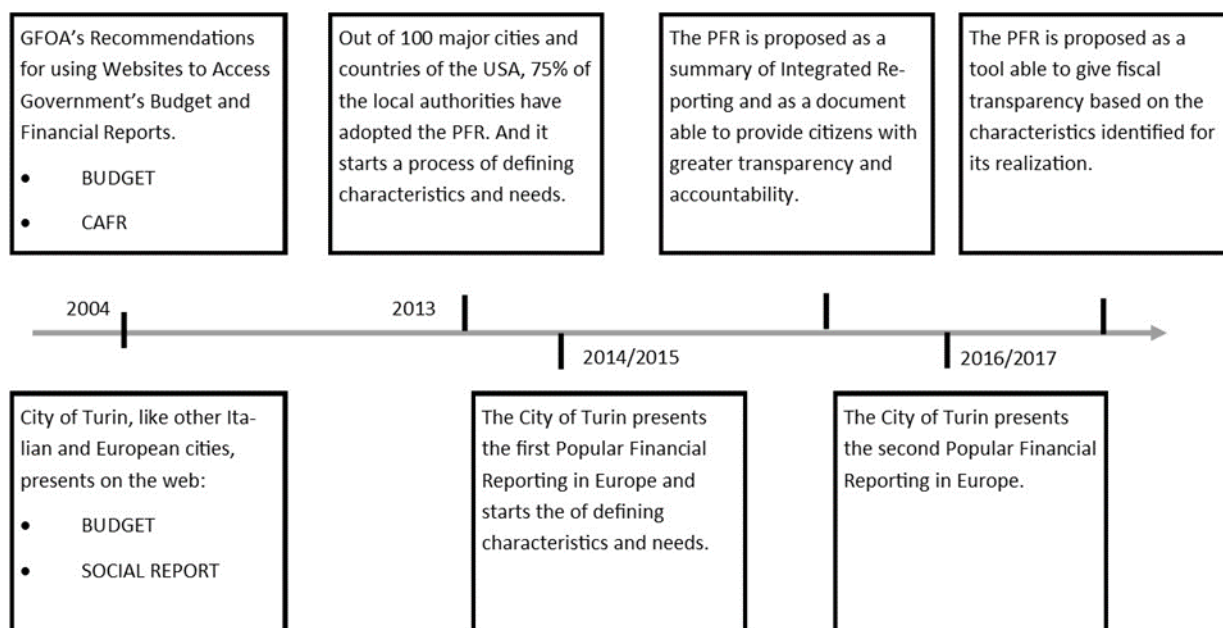 GFOA’s Recommendations
for using Websites to Access
Government’s Budget and
Financial Reports.
• BUDGET
• CAFR
Out of 100 major cities and
countries of the USA, 75% of
the local authorities have
adopted the PFR. And it
starts a process of defining
characteristics and needs.
The PFR is proposed as a
summary of Integrated Re-
porting and as a document
able to provide citizens with
greater transparency and
accountability.
The PFR is proposed as a
tool able to give fiscal
transparency based on the
characteristics identified for
its realization.
2004
2013
2014/2015
2016/2017
City of Turin, like other Ita-
lian and European cities,
presents on the web:
• BUDGET
• SOCIAL REPORT
The City of Turin presents
the first Popular Financial
Reporting in Europe and
starts the of defining
characteristics and needs.
The City of Turin presents
the second Popular Financial
Reporting in Europe.